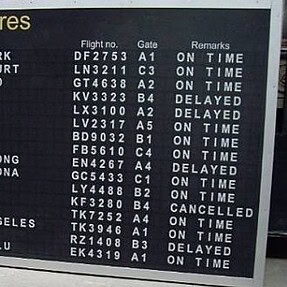 res
Flight no. Gate Remarks
RK DF2753 A1 ON TIME
URT LN3211 C3 ON TIME
O GT4638 A2 ON TIME
KV3323 B4 DELAYED
LX3100 A2 DELAYED
LV2317 A5 ON TIME
BD9032 B1 ON TIME
FB5610 C4 ON TIME
ONG EN4267 A4 DELAYED
ONA GC5433 C1 ON TIME
LY4488 B2 ON TIME
KF3280 B4 CANCELLED
TK7252 A4 ON TIME
GELES TK3946 A1 ON TIME
RZ1408 B3 DELAYED
LU EK4319 A1 ON TIME